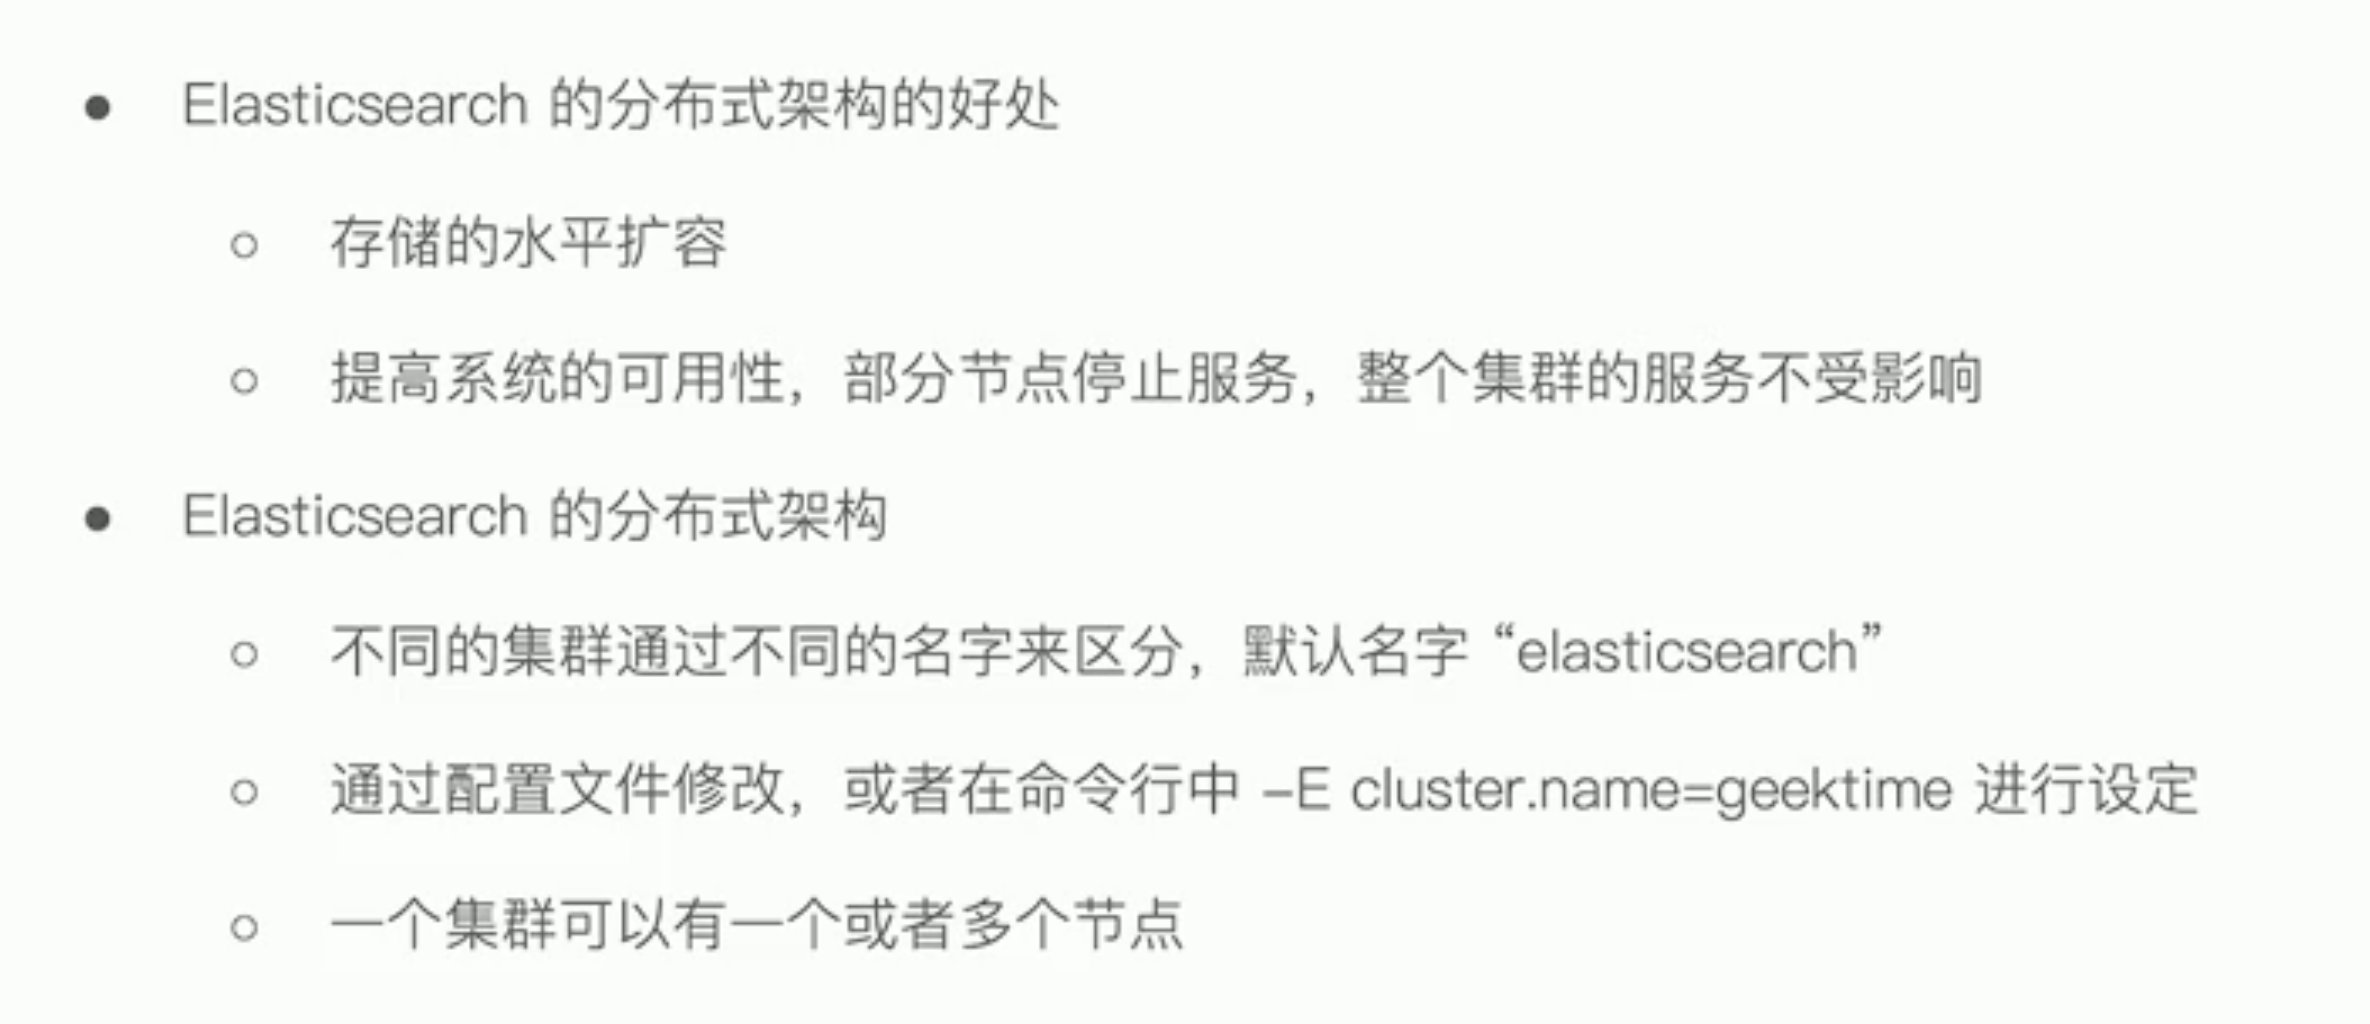 ● Elasticsearch 的分布式架构的好处
○ 存储的水平扩容
○ 提高系统的可用性，部分节点停止服务，整个集群的服务不受影响
● Elasticsearch 的分布式架构
○ 不同的集群通过不同的名字来区分，默认名字 “elasticsearch”
○ 通过配置文件修改，或者在命令行中 -E cluster.name=geektime 进行设定
○ 一个集群可以有一个或者多个节点